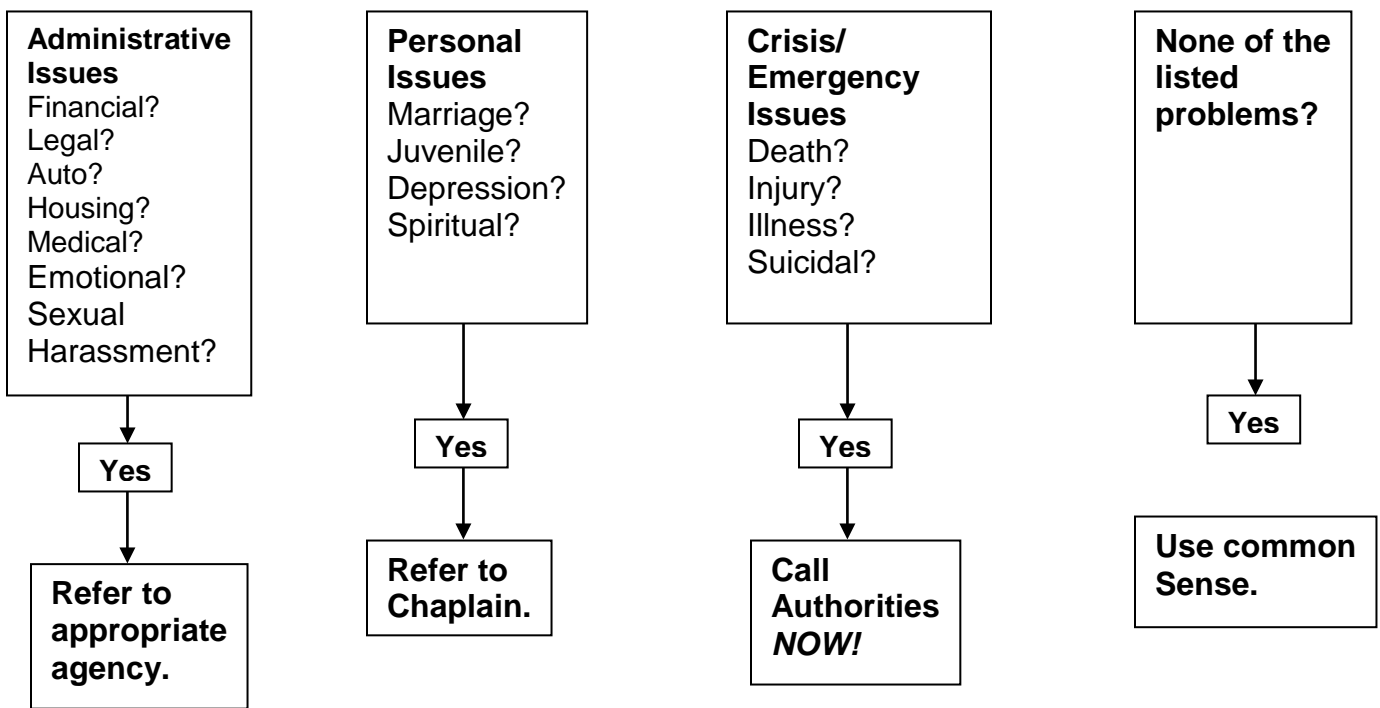 Administrative
Issues
Financial?
Legal?
Auto?
Housing?
Medical?
Emotional?
Sexual
Harassment?
Yes
Refer to
appropriate
agency.
Personal
Issues
Marriage?
Juvenile?
Depression?
Spiritual?
Yes
Refer to
Chaplain.
Crisis/
Emergency
Issues
Death?
Injury?
Illness?
Suicidal?
Yes
Call
Authorities
NOW!
None of the
listed
problems?
Yes
Use common
Sense.